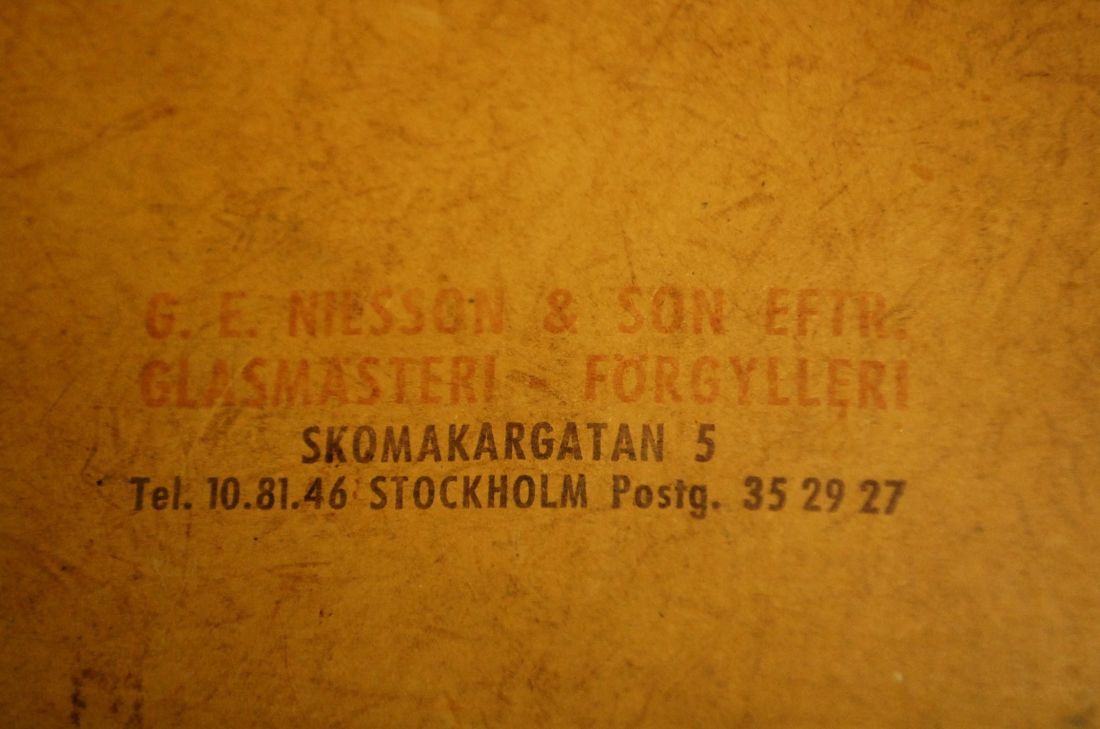 G. E. NILSSON & SON EFTR.
GLASMÄSTERI - FÖRGYLLERI
SKOMAKARGATAN 5
Tel. 10.81.46 STOCKHOLM Postg. 35 29 27